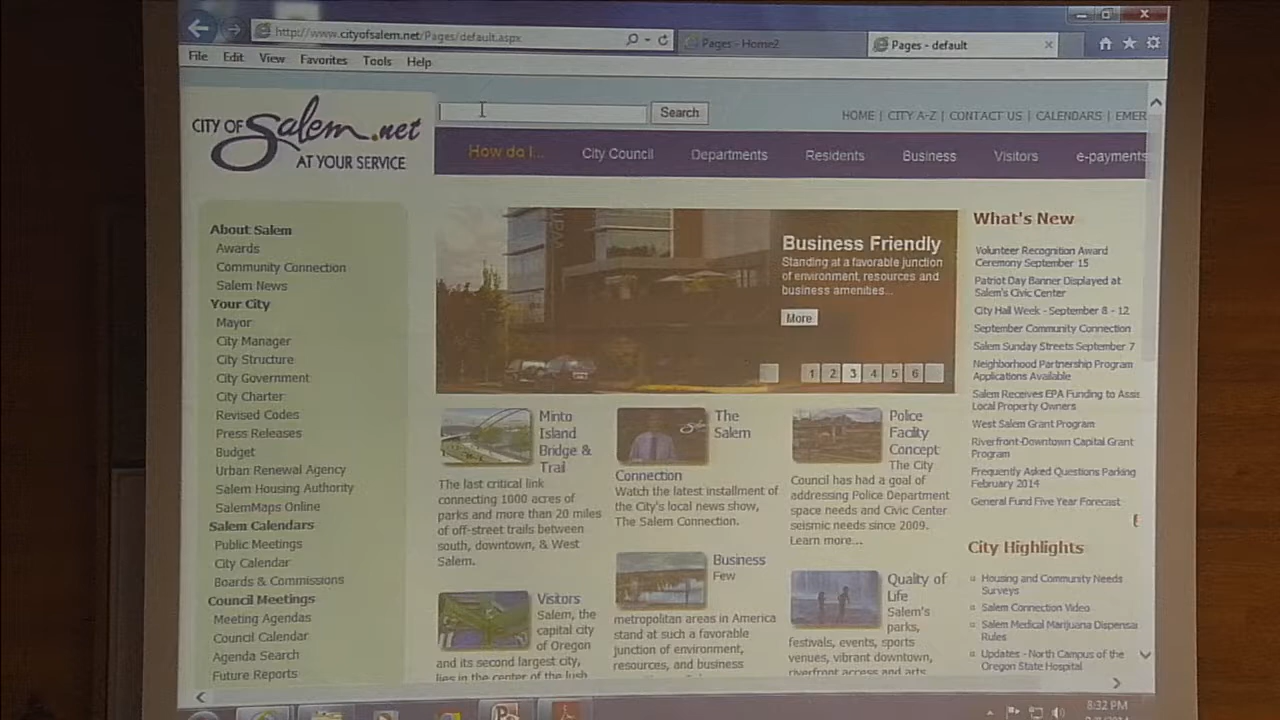 http://www.cityofsalem.net/Pages/default.aspx
Pages - Home2
Pages - default
File Edit View Favorites Tools Help
CITY OF Salem.net
AT YOUR SERVICE
Search
HOME | CITY A-Z | CONTACT US | CALENDARS | EMER
How do I... City Council Departments Residents Business Visitors e-payments
About Salem
Awards
Community Connection
Salem News
Your City
Mayor
City Manager
City Structure
City Government
City Charter
Revised Codes
Press Releases
Budget
Urban Renewal Agency
Salem Housing Authority
SalemMaps Online
Salem Calendars
Public Meetings
City Calendar
Boards & Commissions
Council Meetings
Meeting Agendas
Council Calendar
Agenda Search
Future Reports
Business Friendly
Standing at a favorable junction
of environment, resources and
business amenities...
More
1 2 3 4 5 6
Minto
Island
Bridge &
Trail
The last critical link
connecting 1000 acres of
parks and more than 20 miles
of off-street trails between
south, downtown, & West
Salem.
The
Salem
Connection
Watch the latest installment of
the City's local news show,
The Salem Connection.
Police
Facility
Concept
The City
Council has had a goal of
addressing Police Department
space needs and Civic Center
seismic needs since 2009.
Learn more...
Visitors
Salem, the
capital city
of Oregon
and its second largest city,
lies in the center of the lush
Business
Few
metropolitan areas in America
stand at such a favorable
junction of environment,
resources, and business
Quality of
Life
Salem's
parks,
festivals, events, sports
venues, vibrant downtown,
riverfront access and arts
What's New
Volunteer Recognition Award
Ceremony September 15
Patriot Day Banner Displayed at
Salem's Civic Center
City Hall Week - September 8 - 12
September Community Connection
Salem Sunday Streets September 7
Neighborhood Partnership Program
Applications Available
Salem Receives EPA Funding to Assis
Local Property Owners
West Salem Grant Program
Riverfront-Downtown Capital Grant
Program
Frequently Asked Questions Parking
February 2014
General Fund Five Year Forecast
City Highlights
Housing and Community Needs
Surveys
Salem Connection Video
Salem Medical Marijuana Dispensa
Rules
Updates - North Campus of the
Oregon State Hospital
8:32 PM